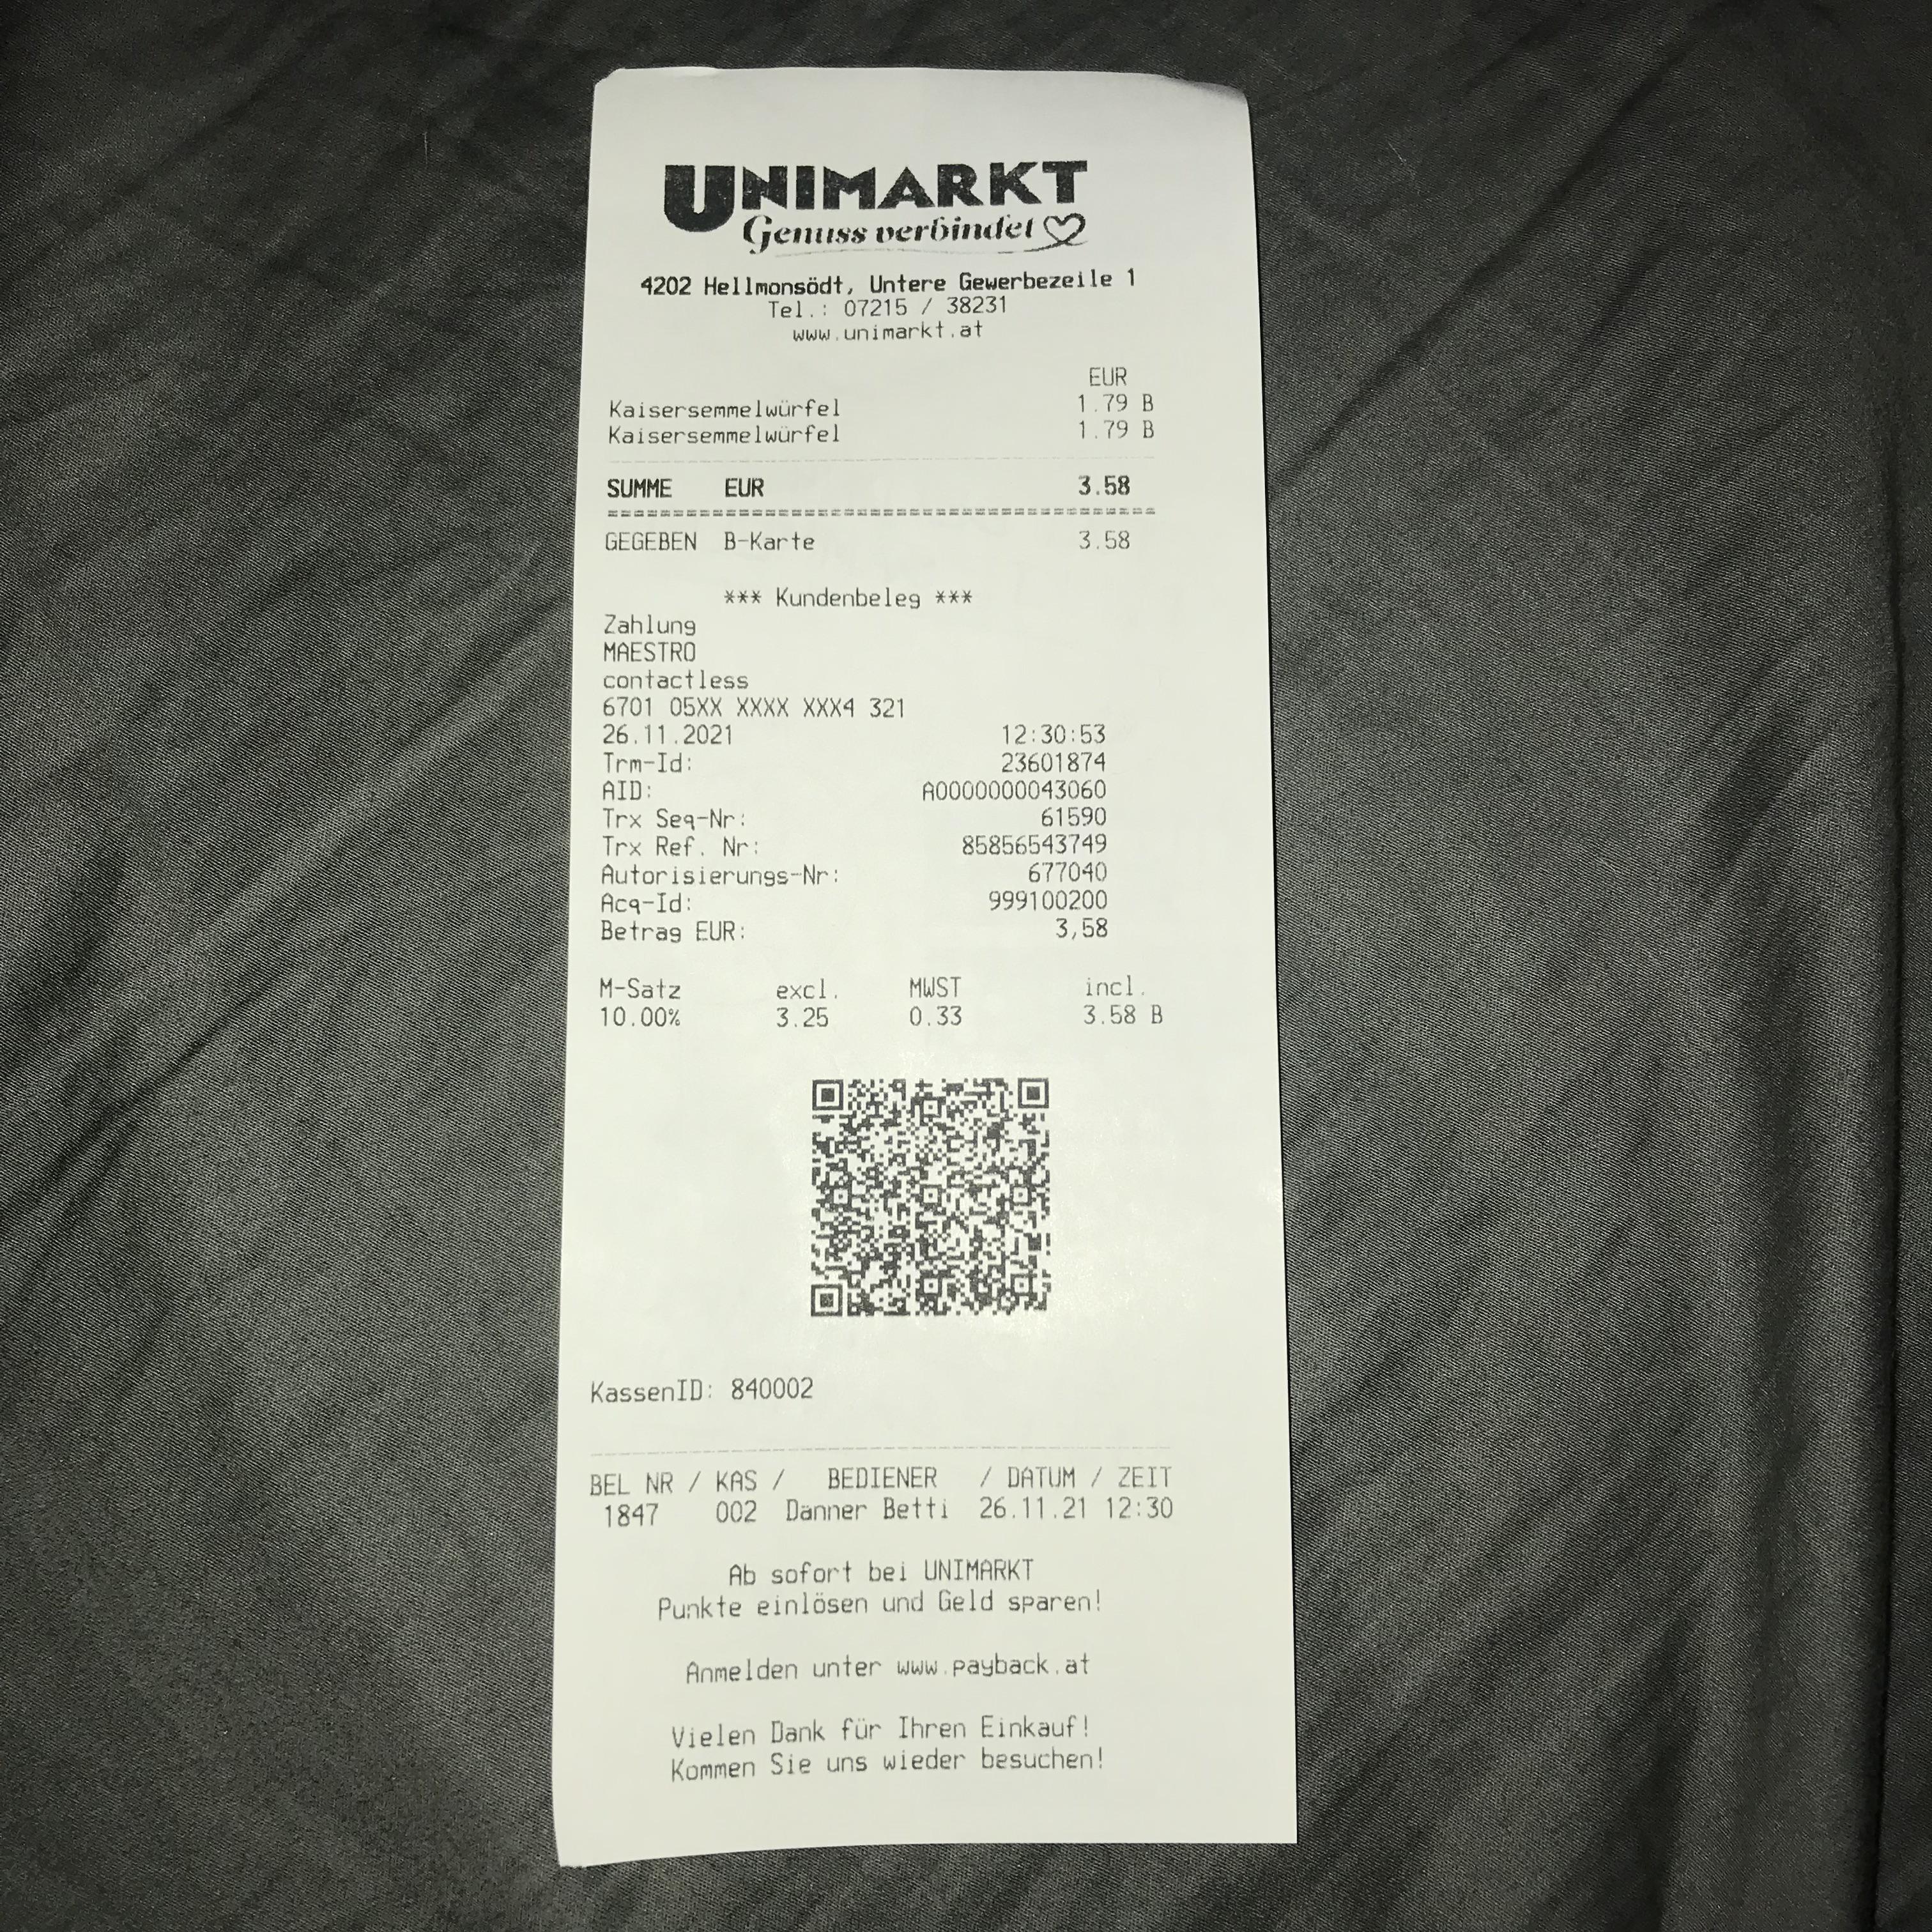 UNIMARKT
Genuss verbindet
4202 Hellmonsödt, Untere Gewerbezeile 1
Tel.: 07215 / 38231
www.unimarkt.at
EUR
Kaisersemmelwürfel 1.79 B
Kaisersemmelwürfel 1.79 B
SUMME EUR 3.58
GEGEBEN B-Karte 3.58
*** Kundenbeleg ***
Zahlung
MAESTRO
contactless
6701 05XX XXXX XXX4 321
26.11.2021 12:30:53
Trm-Id: 23601874
AID: A0000000043060
Trx Seq-Nr: 61590
Trx Ref. Nr: 85856543749
Autorisierungs-Nr: 677040
Acq-Id: 999100200
Betrag EUR: 3,58
M-Satz excl. MWST incl.
10.00% 3.25 0.33 3.58 B
KassenID: 840002
BEL NR / KAS / BEDIENER / DATUM / ZEIT
1847 002 Danner Betti 26.11.21 12:30
Ab sofort bei UNIMARKT
Punkte einlösen und Geld sparen!
Anmelden unter www.payback.at
Vielen Dank für Ihren Einkauf!
Kommen Sie uns wieder besuchen!